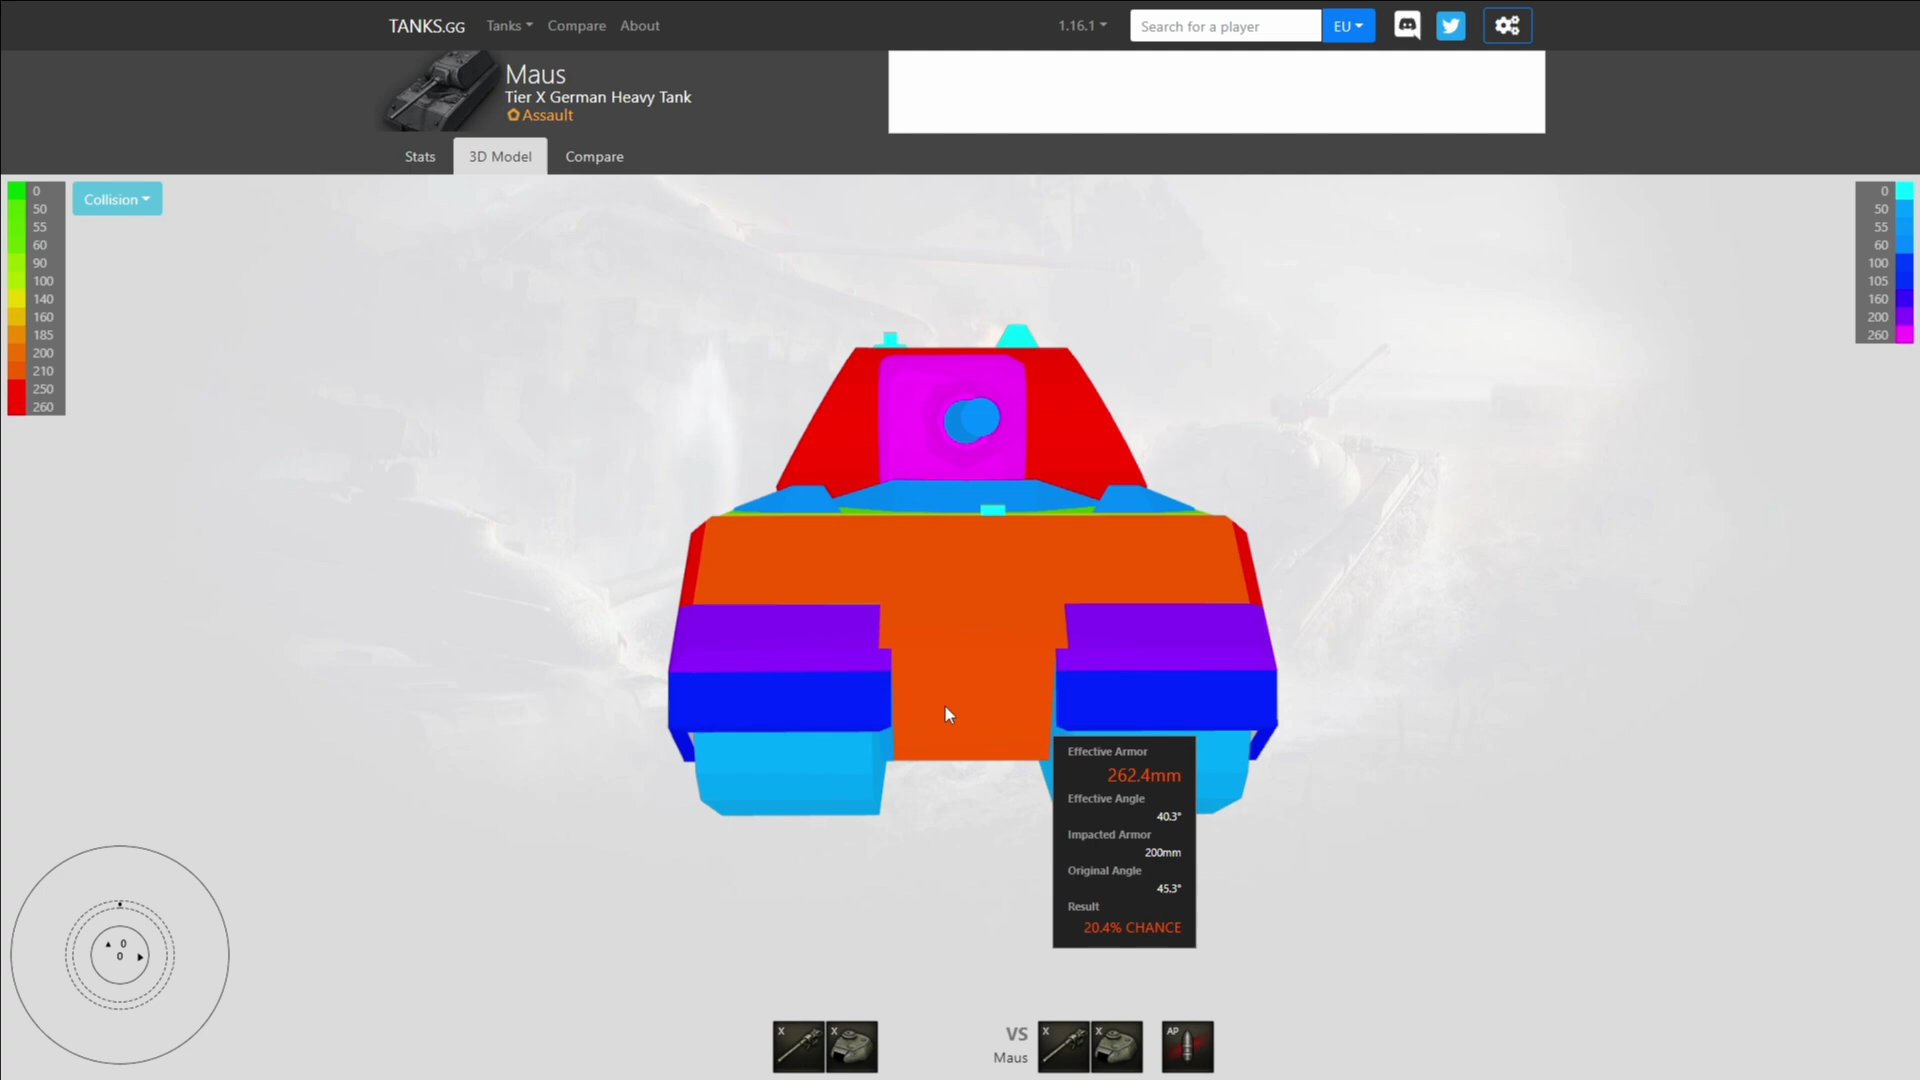 TANKS.GG Tanks Compare About 1.16.1 Search for a player EU
Maus
Tier X German Heavy Tank
Assault
Stats 3D Model Compare
Collision
0
50
55
60
90
100
140
160
185
200
210
250
260
0
50
55
60
100
105
160
200
260
Effective Armor
262.4mm
Effective Angle
40.3°
Impacted Armor
200mm
Original Angle
45.3°
Result
20.4% CHANCE
0
0
X X VS X X AP
Maus